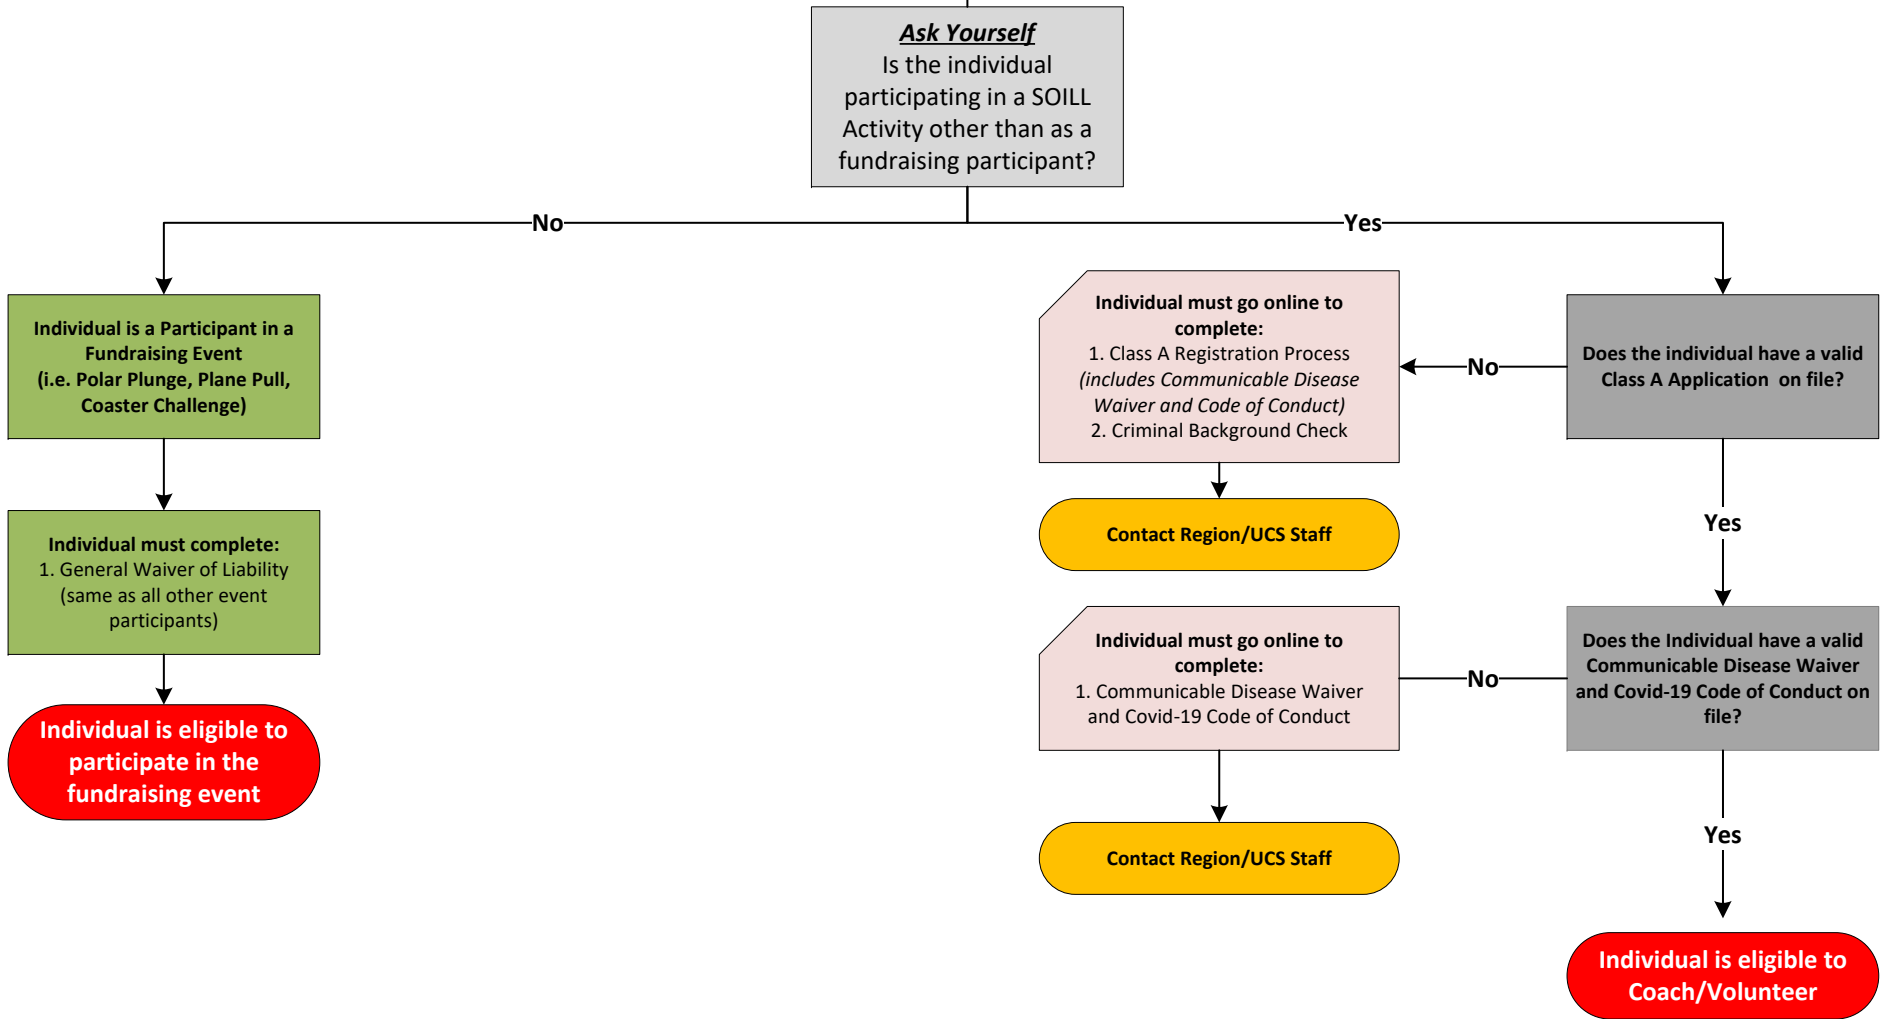 Ask Yourself
Is the individual
participating in a SOILL
Activity other than as a
fundraising participant?
No
Yes
Individual is a Participant in a
Fundraising Event
(i.e. Polar Plunge, Plane Pull,
Coaster Challenge)
Individual must go online to
complete:
1. Class A Registration Process
(includes Communicable Disease
Waiver and Code of Conduct)
2. Criminal Background Check
No
Does the individual have a valid
Class A Application on file?
Contact Region/UCS Staff
Yes
Individual must complete:
1. General Waiver of Liability
(same as all other event
participants)
Individual must go online to
complete:
1. Communicable Disease Waiver
and Covid-19 Code of Conduct
No
Does the Individual have a valid
Communicable Disease Waiver
and Covid-19 Code of Conduct on
file?
Individual is eligible to
participate in the
fundraising event
Contact Region/UCS Staff
Yes
Individual is eligible to
Coach/Volunteer